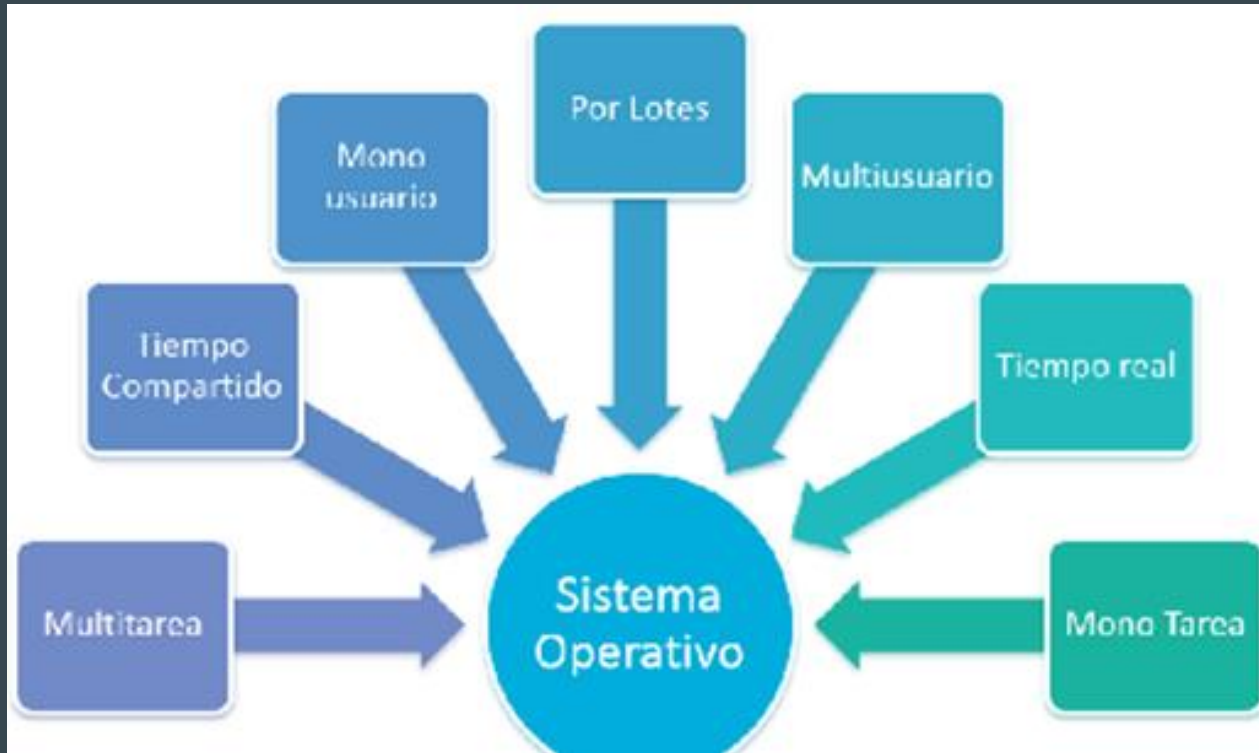 Por Lotes
Mono
usuario
Multiusuario
Tiempo
Compartido
Tiempo real
Multitarea
Sistema
Operativo
Mono Tarea